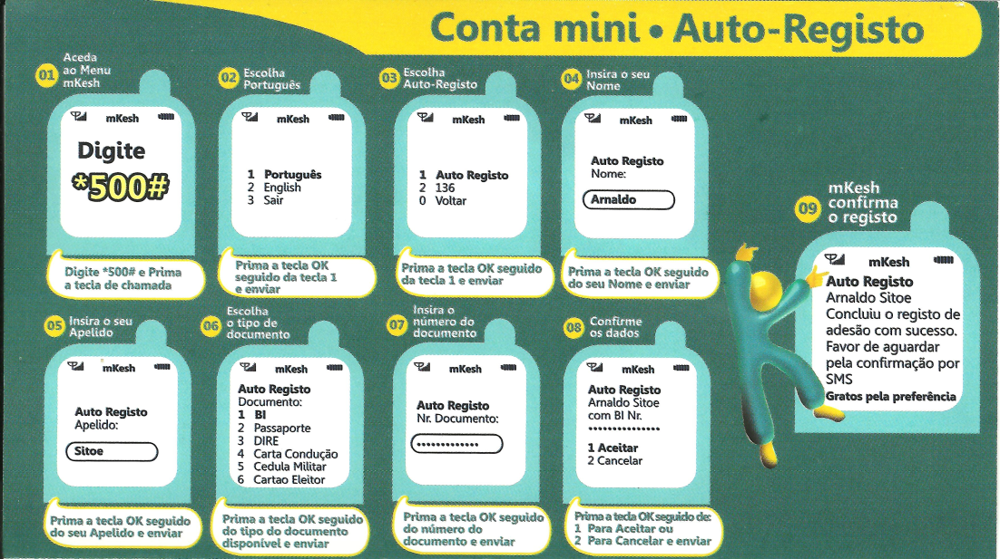 Conta mini • Auto-Registo
01
Aceda
ao Menu
mKesh
mKesh
Digite
*500#
Digite *500# e Prima
a tecla de chamada
02
Escolha
Português
mKesh
1 Português
2 English
3 Sair
Prima a tecla OK
seguido da tecla 1
e enviar
03
Escolha
Auto-Registo
mKesh
1 Auto Registo
2 136
0 Voltar
Prima a tecla OK seguido
da tecla 1 e enviar
04
Insira o seu
Nome
mKesh
Auto Registo
Nome:
Arnaldo
Prima a tecla OK seguido
do seu Nome e enviar
05
Insira o seu
Apelido
mKesh
Auto Registo
Apelido:
Sitoe
Prima a tecla OK seguido
do seu Apelido e enviar
06
Escolha
o tipo de
documento
mKesh
Auto Registo
Documento:
1 BI
2 Passaporte
3 DIRE
4 Carta Condução
5 Cedula Militar
6 Cartao Eleitor
Prima a tecla OK seguido
do tipo do documento
disponível e enviar
07
Insira o
número do
documento
mKesh
Auto Registo
Nr. Documento:
•••••••••••••
Prima a tecla OK seguido
do número do
documento e enviar
08
Confirme
os dados
mKesh
Auto Registo
Arnaldo Sitoe
com BI Nr.
•••••••••••••••
1 Aceitar
2 Cancelar
Prima a tecla OK seguido de:
1 Para Aceitar ou
2 Para Cancelar e enviar
09
mKesh
confirma
o registo
mKesh
Auto Registo
Arnaldo Sitoe
Concluiu o registo de
adesão com sucesso.
Favor de aguardar
pela confirmação por
SMS
Gratos pela preferência